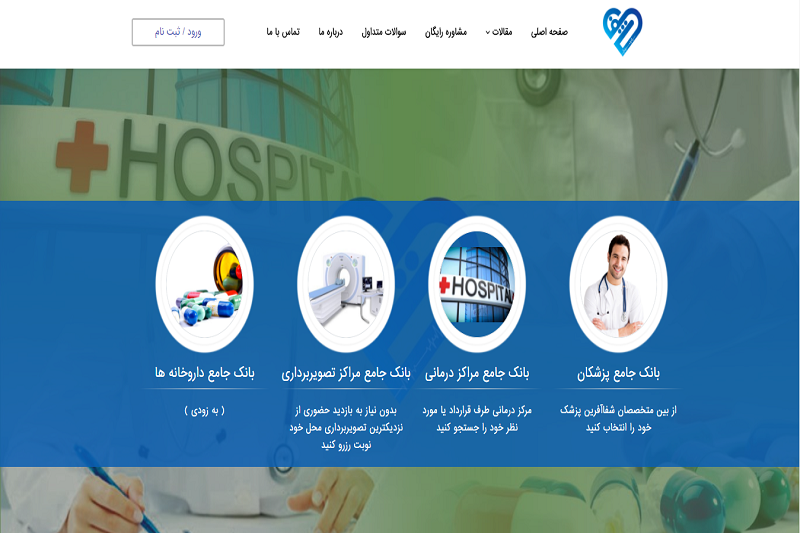 صفحه اصلی
مقالات
مشاوره رایگان
سوالات متداول
درباره ما
تماس با ما
ورود / ثبت نام
HOSPITAL
HOSPITAL
بانک جامع پزشکان
از بین متخصصان شفاآفرین پزشک
خود را انتخاب کنید
بانک جامع مراکز درمانی
مرکز درمانی طرف قرارداد یا مورد
نظر خود را جستجو کنید
بانک جامع مراکز تصویربرداری
بدون نیاز به بازدید حضوری از
نزدیکترین تصویربرداری محل خود
نوبت رزرو کنید
بانک جامع داروخانه ها
( به زودی )